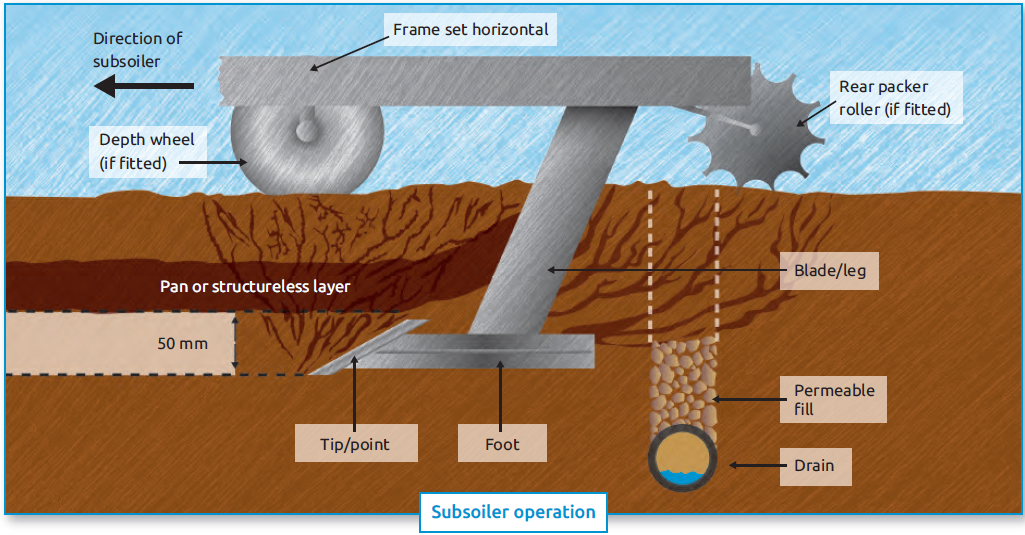 Frame set horizontal
Direction of
subsoiler
Rear packer
roller (if fitted)
Depth wheel
(if fitted)
Blade/leg
Pan or structureless layer
50 mm
Permeable
fill
Tip/point
Foot
Drain
Subsoiler operation